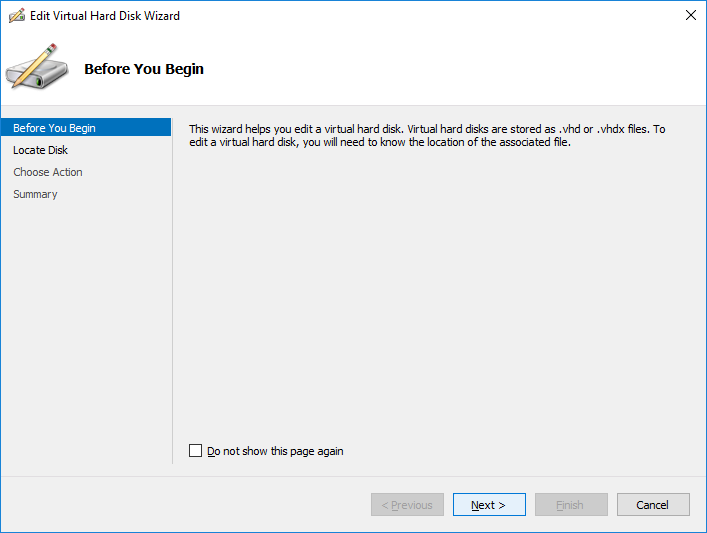 Edit Virtual Hard Disk Wizard
Before You Begin
Before You Begin
Locate Disk
Choose Action
Summary
This wizard helps you edit a virtual hard disk. Virtual hard disks are stored as .vhd or .vhdx files. To
edit a virtual hard disk, you will need to know the location of the associated file.
Do not show this page again
< Previous
Next >
Finish
Cancel